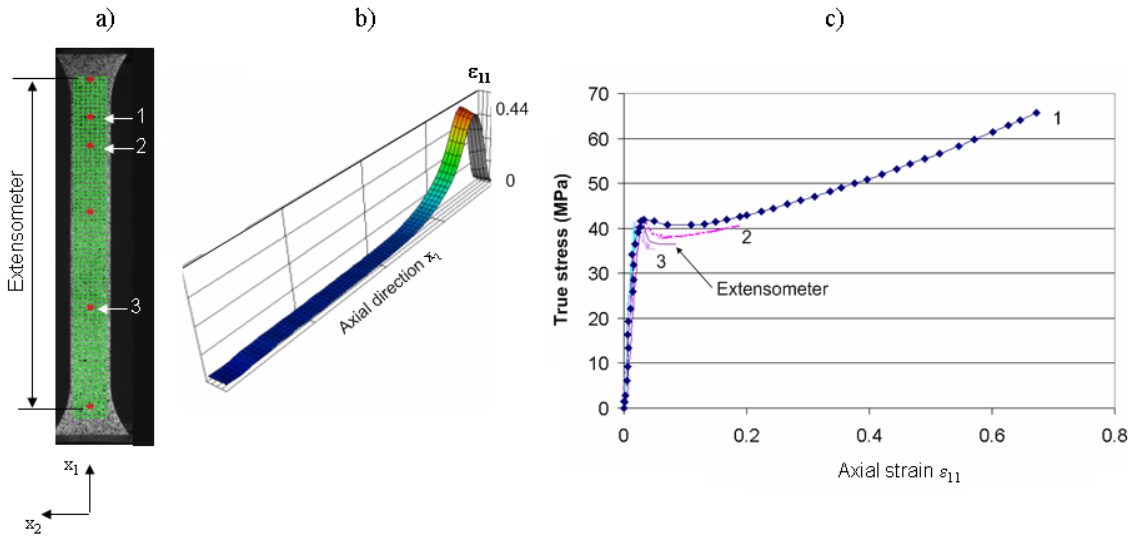 a)
b)
c)
Extensometer
1
2
3
x1
x2
ε11
0.44
0
Axial direction x1
True stress (MPa)
70
60
50
40
30
20
10
0
1
2
3
Extensometer
0
0.2
0.4
0.6
0.8
Axial strain ε11